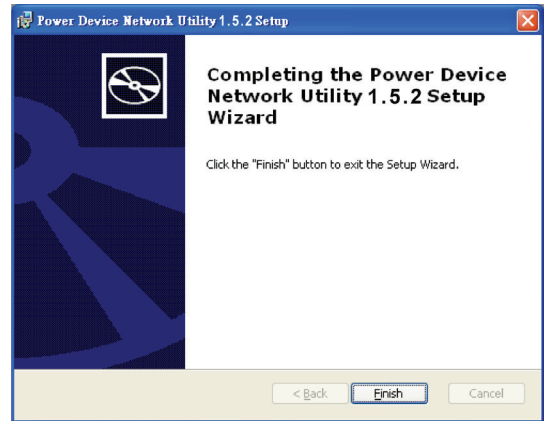 Power Device Network Utility 1.5.2 Setup
Completing the Power Device
Network Utility 1.5.2 Setup
Wizard
Click the "Finish" button to exit the Setup Wizard.
< Back Finish Cancel